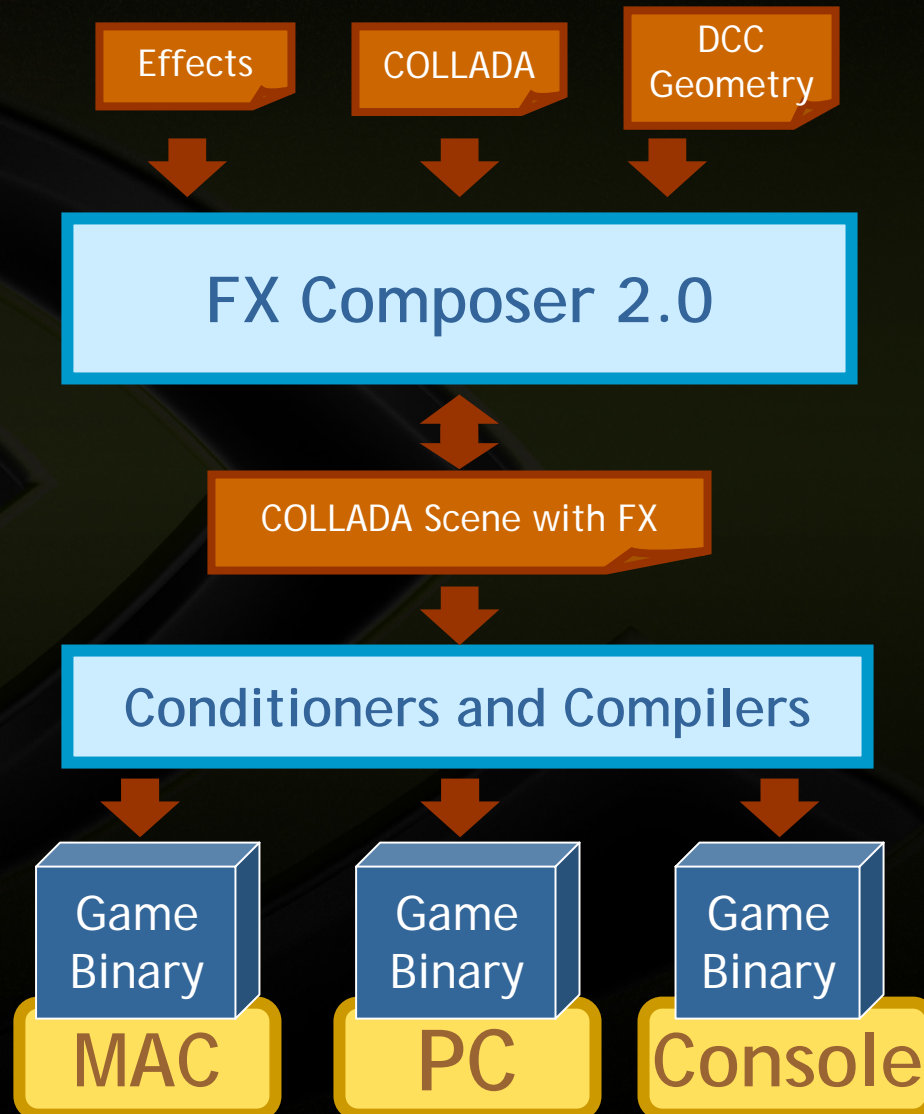 Effects
COLLADA
DCC
Geometry
FX Composer 2.0
COLLADA Scene with FX
Conditioners and Compilers
Game
Binary
Game
Binary
Game
Binary
MAC
PC
Console